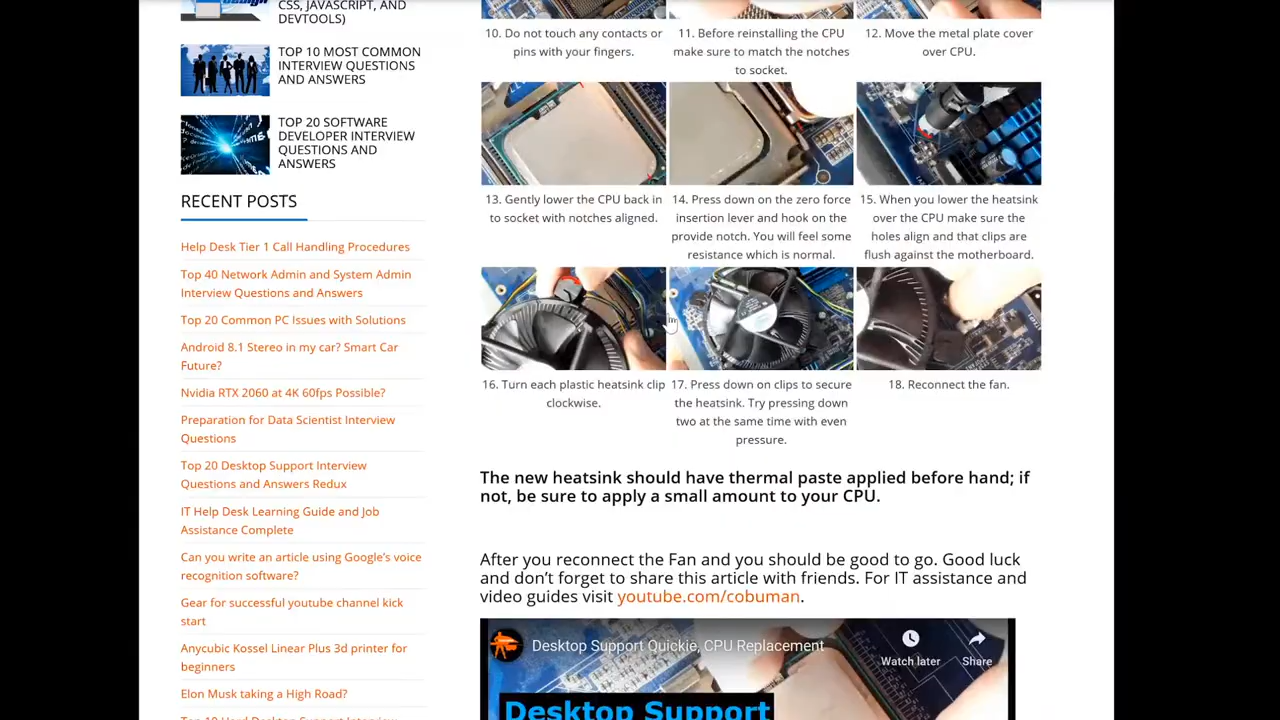 CSS, JAVASCRIPT, AND
DEVTOOLS)
TOP 10 MOST COMMON
INTERVIEW QUESTIONS
AND ANSWERS
TOP 20 SOFTWARE
DEVELOPER INTERVIEW
QUESTIONS AND
ANSWERS
RECENT POSTS
Help Desk Tier 1 Call Handling Procedures
Top 40 Network Admin and System Admin
Interview Questions and Answers
Top 20 Common PC Issues with Solutions
Android 8.1 Stereo in my car? Smart Car
Future?
Nvidia RTX 2060 at 4K 60fps Possible?
Preparation for Data Scientist Interview
Questions
Top 20 Desktop Support Interview
Questions and Answers Redux
IT Help Desk Learning Guide and Job
Assistance Complete
Can you write an article using Google's voice
recognition software?
Gear for successful youtube channel kick
start
Anycubic Kossel Linear Plus 3d printer for
beginners
Elon Musk taking a High Road?
Top 10 Hard Desktop Support Interview
10. Do not touch any contacts or
pins with your fingers.
11. Before reinstalling the CPU
make sure to match the notches
to socket.
12. Move the metal plate cover
over CPU.
13. Gently lower the CPU back in
to socket with notches aligned.
14. Press down on the zero force
insertion lever and hook on the
provide notch. You will feel some
resistance which is normal.
15. When you lower the heatsink
over the CPU make sure the
holes align and that clips are
flush against the motherboard.
16. Turn each plastic heatsink clip
clockwise.
17. Press down on clips to secure
the heatsink. Try pressing down
two at the same time with even
pressure.
18. Reconnect the fan.
The new heatsink should have thermal paste applied before hand; if
not, be sure to apply a small amount to your CPU.
After you reconnect the Fan and you should be good to go. Good luck
and don't forget to share this article with friends. For IT assistance and
video guides visit youtube.com/cobuman.
Desktop Support Quickie, CPU Replacement
Watch later
Share
Desktop Support